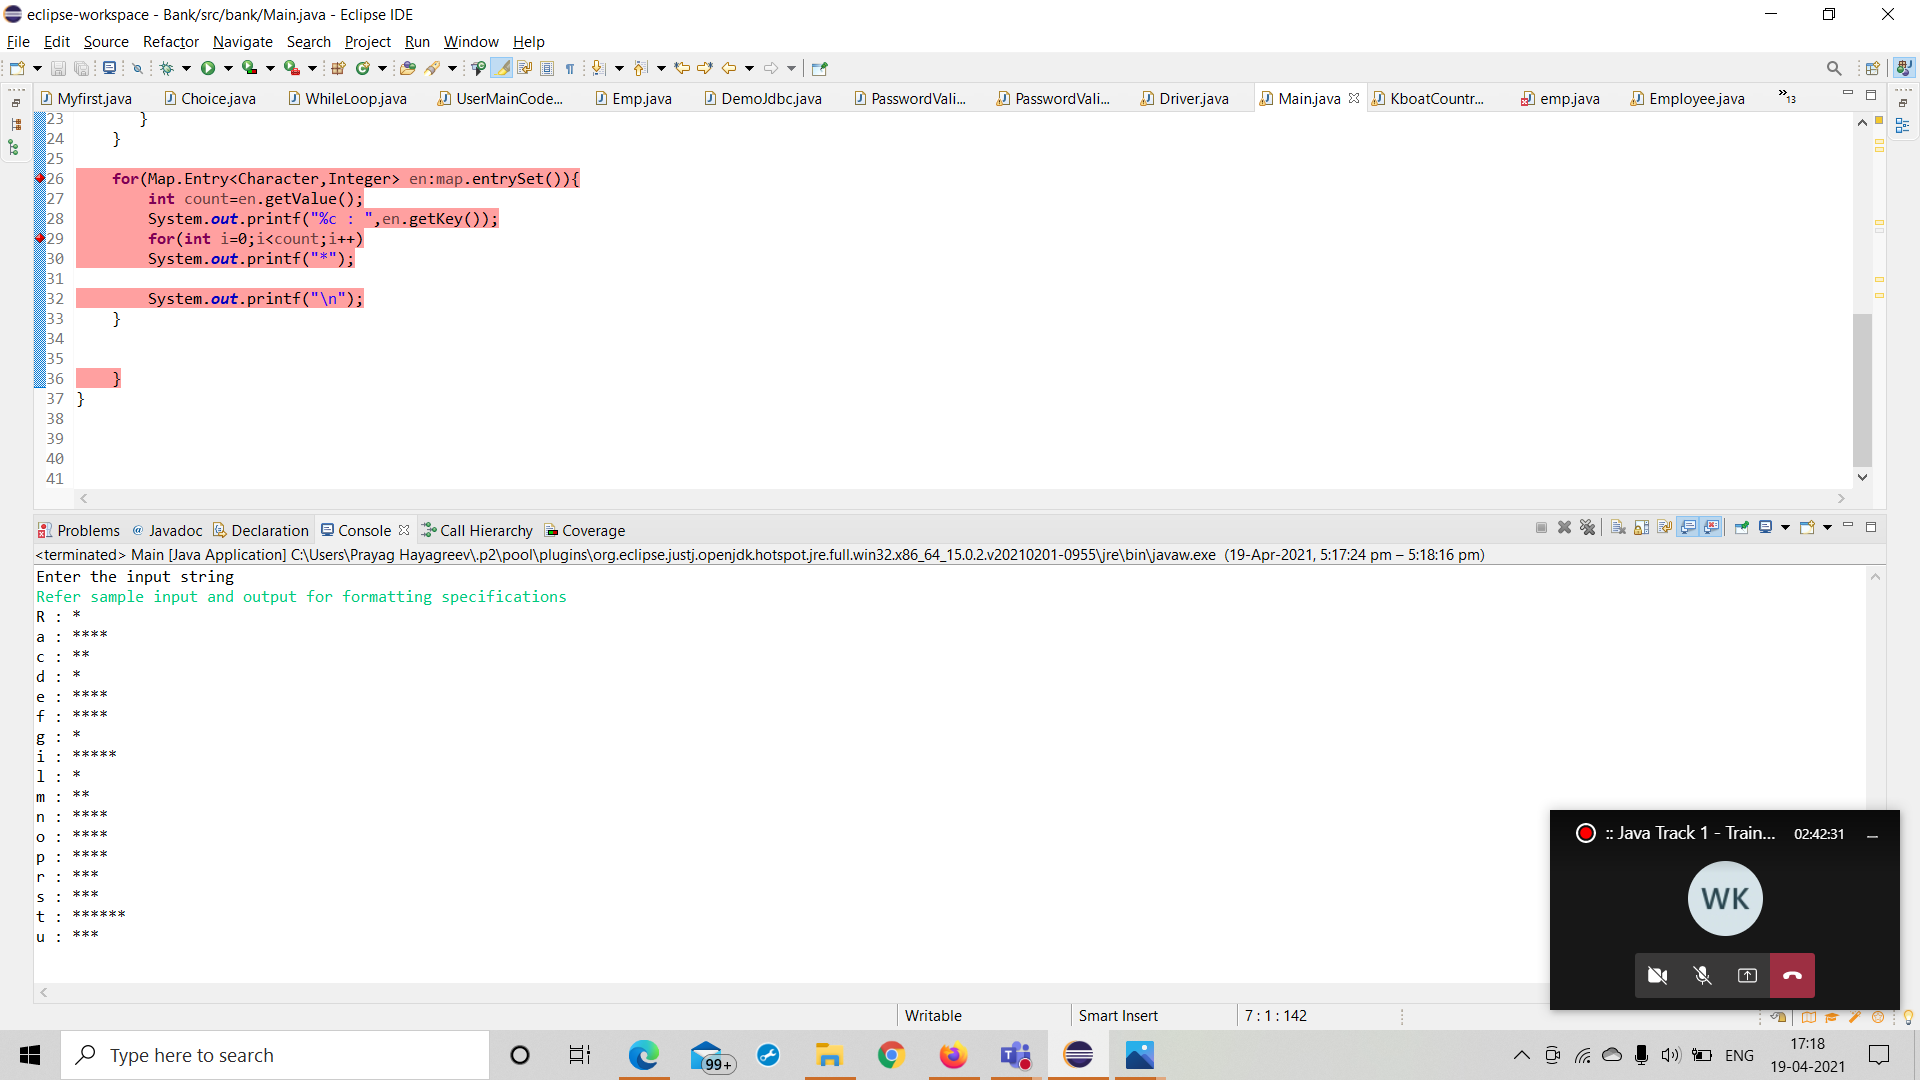 eclipse-workspace - Bank/src/bank/Main.java - Eclipse IDE
File Edit Source Refactor Navigate Search Project Run Window Help
Myfirst.java Choice.java WhileLoop.java UserMainCode... Emp.java DemoJdbc.java PasswordVali... PasswordVali... Driver.java Main.java KboatCountr... emp.java Employee.java »13
23 }
24 }
25
26 for(Map.Entry<Character,Integer> en:map.entrySet()){
27 int count=en.getValue();
28 System.out.printf("%c : ",en.getKey());
29 for(int i=0;i<count;i++)
30 System.out.printf("*");
31
32 System.out.printf("\n");
33 }
34
35
36 }
37 }
38
39
40
41
Problems @ Javadoc Declaration Console Call Hierarchy Coverage
<terminated> Main [Java Application] C:\Users\Prayag Hayagreev\.p2\pool\plugins\org.eclipse.justj.openjdk.hotspot.jre.full.win32.x86_64_15.0.2.v20210201-0955\jre\bin\javaw.exe (19-Apr-2021, 5:17:24 pm – 5:18:16 pm)
Enter the input string
Refer sample input and output for formatting specifications
R : *
a : ****
c : **
d : *
e : ****
f : ****
g : *
i : *****
l : *
m : **
n : ****
o : ****
p : ****
r : ***
s : ***
t : ******
u : ***
:: Java Track 1 - Train... 02:42:31
WK
Writable Smart Insert 7 : 1 : 142
Type here to search
99+
ENG
17:18
19-04-2021